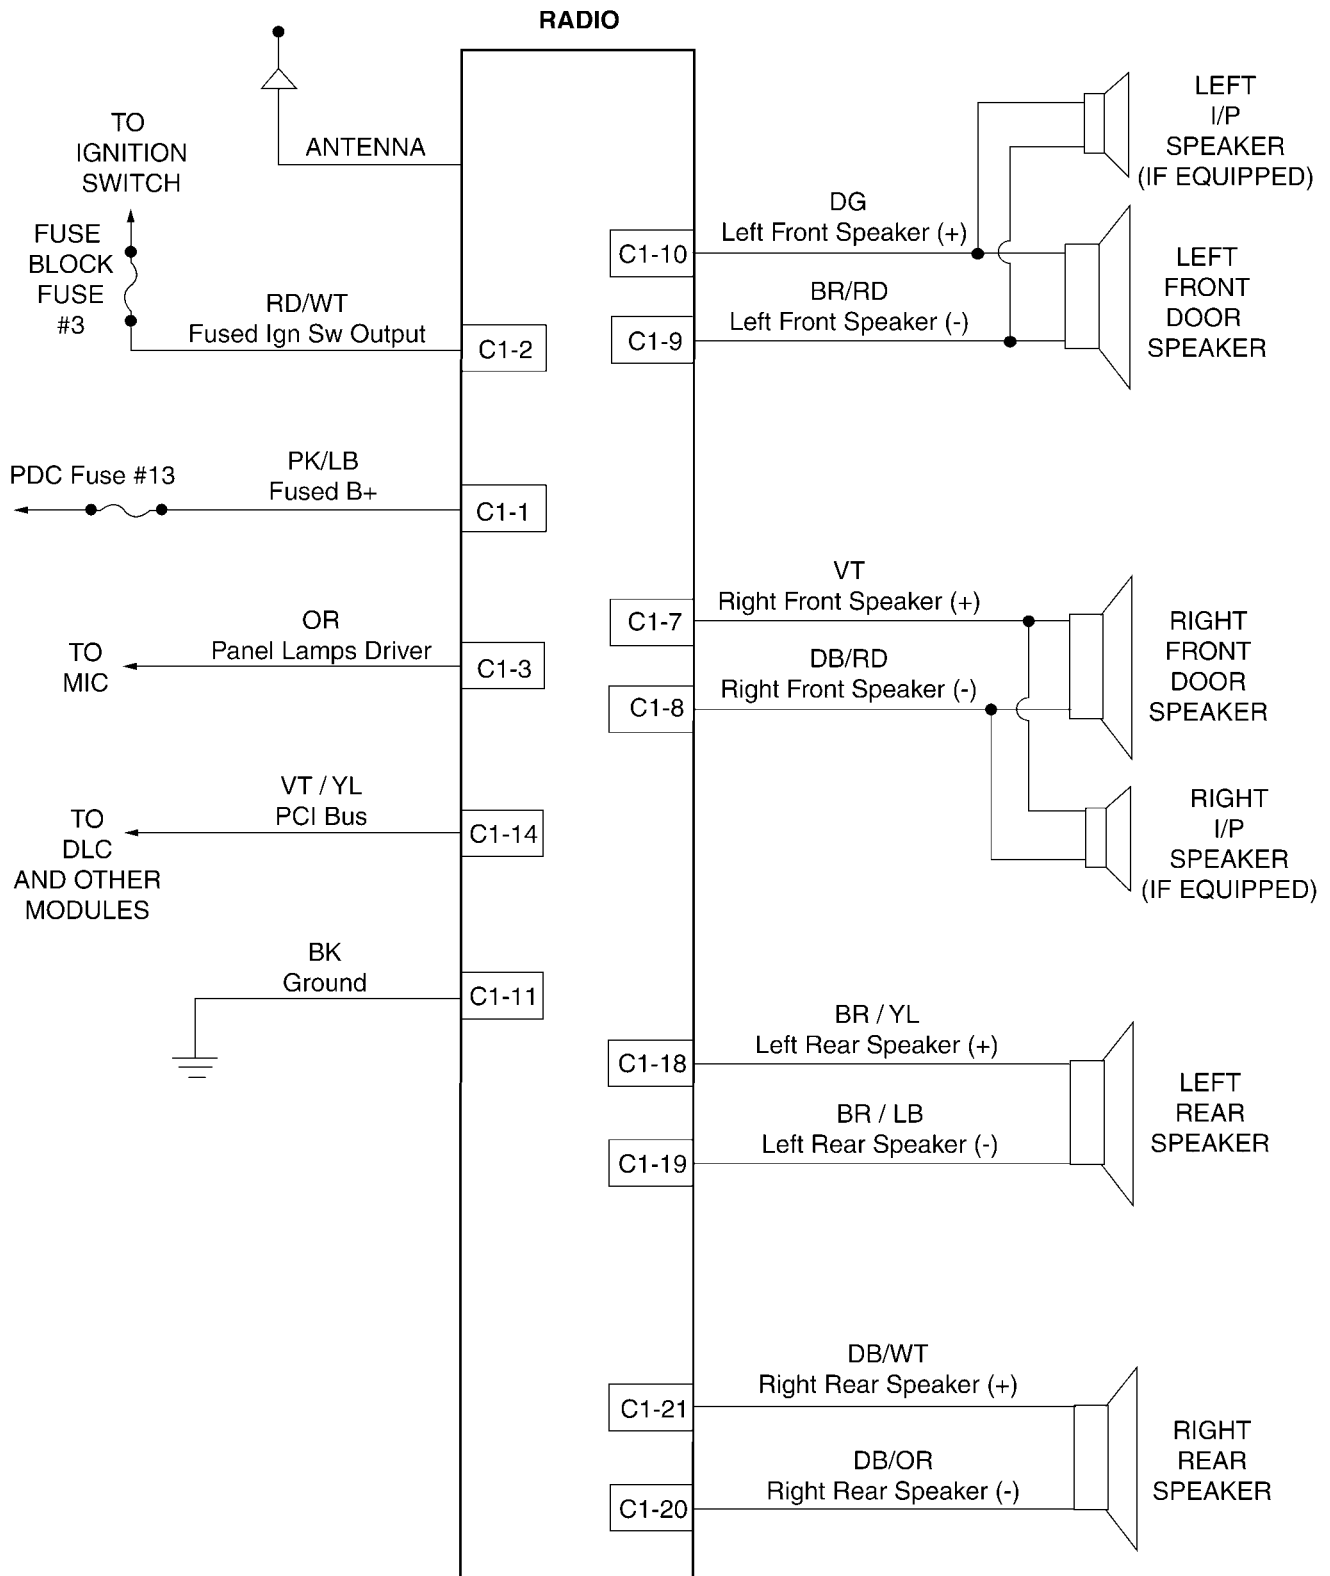 RADIO
ANTENNA
TO
IGNITION
SWITCH
FUSE
BLOCK
FUSE
#3
RD/WT
Fused Ign Sw Output
C1-2
PDC Fuse #13
PK/LB
Fused B+
C1-1
TO
MIC
OR
Panel Lamps Driver
C1-3
TO
DLC
AND OTHER
MODULES
VT / YL
PCI Bus
C1-14
BK
Ground
C1-11
LEFT
I/P
SPEAKER
(IF EQUIPPED)
DG
Left Front Speaker (+)
C1-10
BR/RD
Left Front Speaker (-)
C1-9
LEFT
FRONT
DOOR
SPEAKER
VT
Right Front Speaker (+)
C1-7
DB/RD
Right Front Speaker (-)
C1-8
RIGHT
FRONT
DOOR
SPEAKER
RIGHT
I/P
SPEAKER
(IF EQUIPPED)
BR / YL
Left Rear Speaker (+)
C1-18
BR / LB
Left Rear Speaker (-)
C1-19
LEFT
REAR
SPEAKER
DB/WT
Right Rear Speaker (+)
C1-21
DB/OR
Right Rear Speaker (-)
C1-20
RIGHT
REAR
SPEAKER